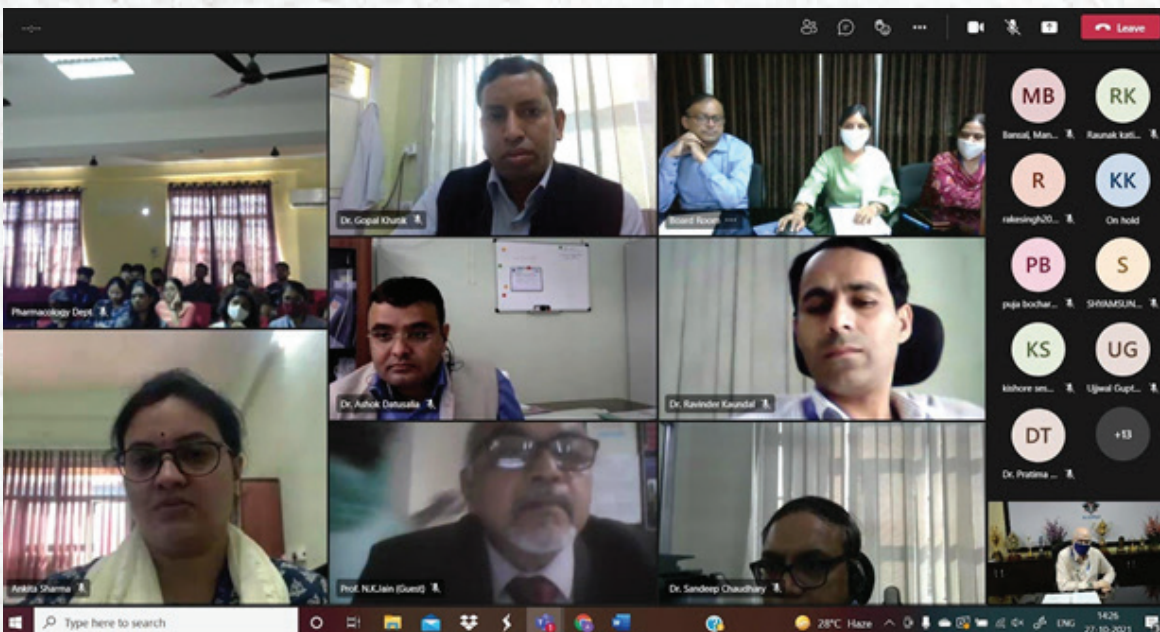 Leave
Pharmacology Dept
Dr. Gopal Khatik
Board Room
MB
RK
Bansal, Man...
Raunak kati...
R
KK
rakesingh20...
On hold
PB
S
puja bochar...
SHYAMSUN...
KS
UG
kishore ses...
Ujjwal Gupt...
DT
+13
Dr. Pratima ...
Dr. Ashok Datusalia
Dr. Ravinder Kaundal
Ankita Sharma
Prof. N.K.Jain (Guest)
Dr. Sandeep Chaudhary
Type here to search
28°C Haze
ENG
14:26
27-10-2021